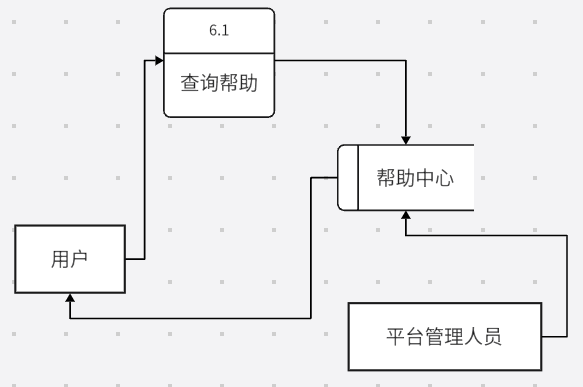 6.1
查询帮助
帮助中心
用户
平台管理人员